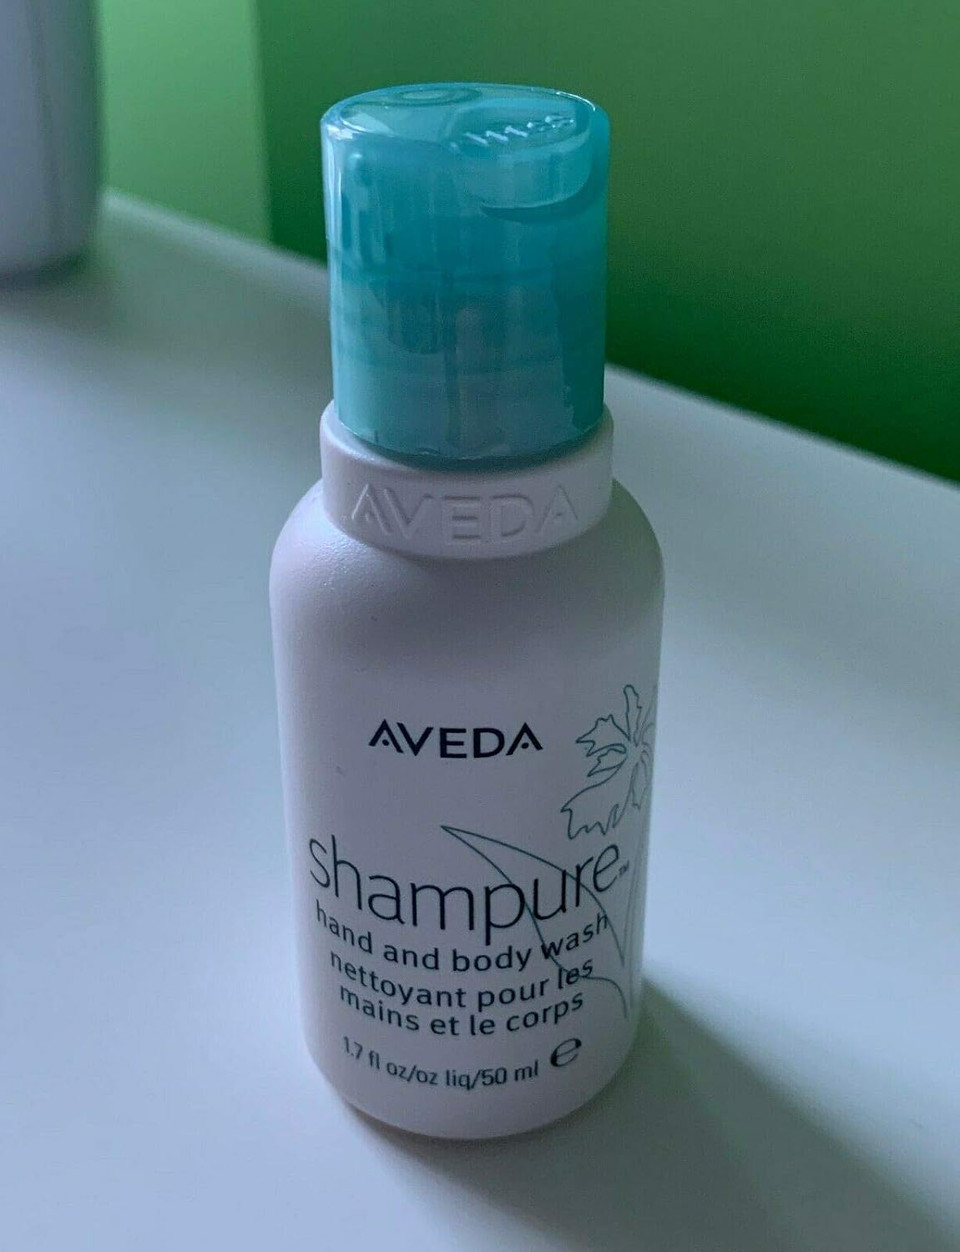 AVEDA
AVEDA
shampure™
hand and body wash
nettoyant pour les
mains et le corps
1.7 fl oz/oz liq/50 ml ℮